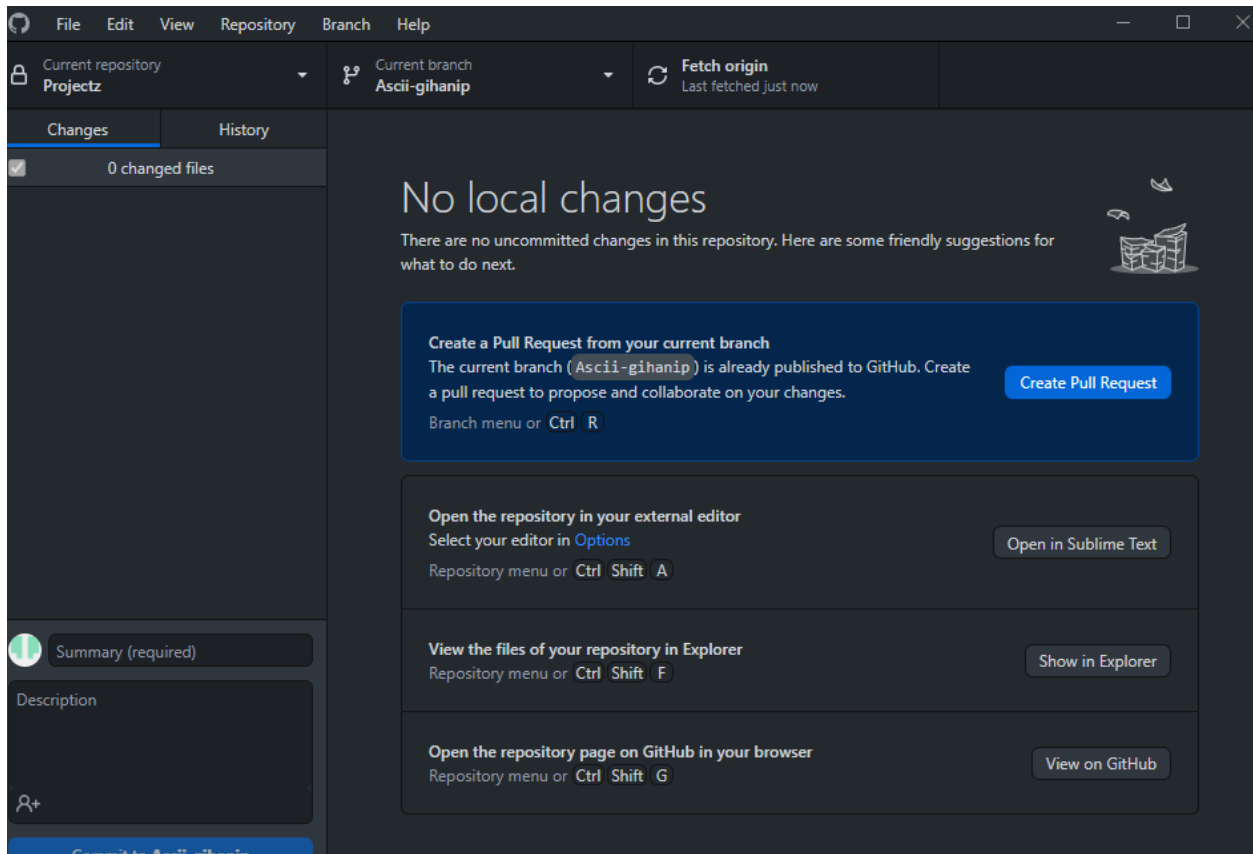 File Edit View Repository Branch Help
Current repository
Projectz
Current branch
Ascii-gihanip
Fetch origin
Last fetched just now
Changes History
0 changed files
No local changes
There are no uncommitted changes in this repository. Here are some friendly suggestions for
what to do next.
Create a Pull Request from your current branch
The current branch (Ascii-gihanip) is already published to GitHub. Create
a pull request to propose and collaborate on your changes.
Branch menu or Ctrl R
Create Pull Request
Open the repository in your external editor
Select your editor in Options
Repository menu or Ctrl Shift A
Open in Sublime Text
View the files of your repository in Explorer
Repository menu or Ctrl Shift F
Show in Explorer
Open the repository page on GitHub in your browser
Repository menu or Ctrl Shift G
View on GitHub
Summary (required)
Description
Commit to Ascii-gihanip